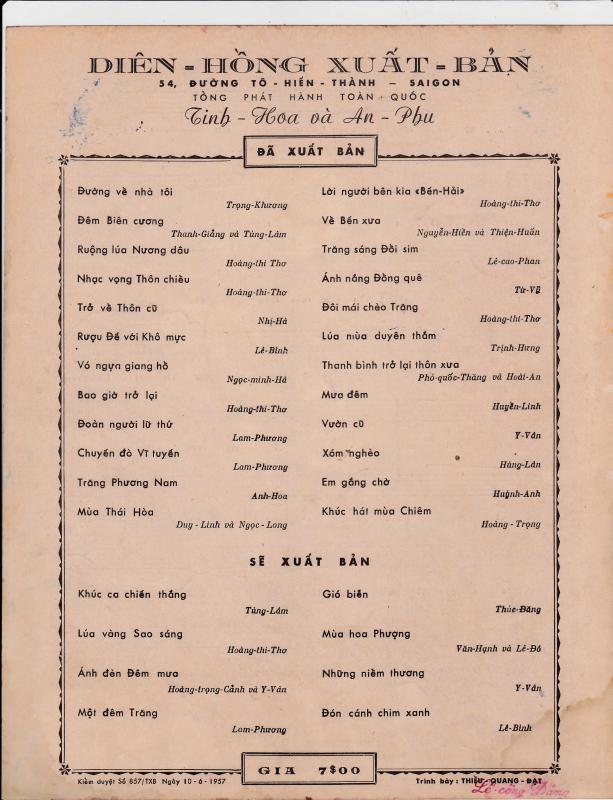 DIÊN - HỒNG XUẤT - BẢN
54, ĐƯỜNG TÔ - HIẾN - THÀNH — SAIGON
TỔNG PHÁT HÀNH TOÀN QUỐC
Tinh - Hoa và An - Phu
ĐÃ XUẤT BẢN
Đường về nhà tôi
Trọng-Khương
Đêm Biên cương
Thanh-Giảng và Tùng-Lâm
Ruộng lúa Nương dâu
Hoàng-thi Thơ
Nhạc vọng Thôn chiều
Hoàng-thi-Thơ
Trở về Thôn cũ
Nhị-Hà
Rượu Đế với Khô mực
Lê-Bình
Vó ngựa giang hồ
Ngọc-minh-Hà
Bao giờ trở lại
Hoàng-thi-Thơ
Đoàn người lữ thứ
Lam-Phương
Chuyến đò Vĩ tuyến
Lam-Phương
Trăng Phương Nam
Anh-Hoa
Mùa Thái Hòa
Duy - Linh và Ngọc - Long
Lời người bên kia «Bến-Hải»
Hoàng-thi-Thơ
Về Bến xưa
Nguyễn-Hiền và Thiện-Huấn
Trăng sáng Đồi sim
Lê-cao-Phan
Ánh nắng Đồng quê
Từ-Vũ
Đôi mái chèo Trăng
Hoàng-thi-Thơ
Lúa mùa duyên thắm
Trịnh-Hưng
Thanh bình trở lại thôn xưa
Phó-quốc-Thăng và Hoài-An
Mưa đêm
Huyền-Linh
Vườn cũ
Y-Vân
Xóm nghèo
Hùng-Lân
Em gắng chờ
Huỳnh-Anh
Khúc hát mùa Chiêm
Hoàng - Trọng
SẼ XUẤT BẢN
Khúc ca chiến thắng
Tùng-Lâm
Lúa vàng Sao sáng
Hoàng-thi-Thơ
Ánh đèn Đêm mưa
Hoàng-trọng-Cảnh và Y-Vân
Một đêm Trăng
Lam-Phương
Gió biển
Thúc-Đăng
Mùa hoa Phượng
Văn-Hạnh và Lê-Đô
Những niềm thương
Y-Vân
Đón cánh chim xanh
Lê-Bình
GIA 7$00
Kiểm duyệt Số 857/TXB Ngày 10 - 6 - 1957
Trình bày : THIỆU - QUANG - ĐẠT
Lê-công Đăng